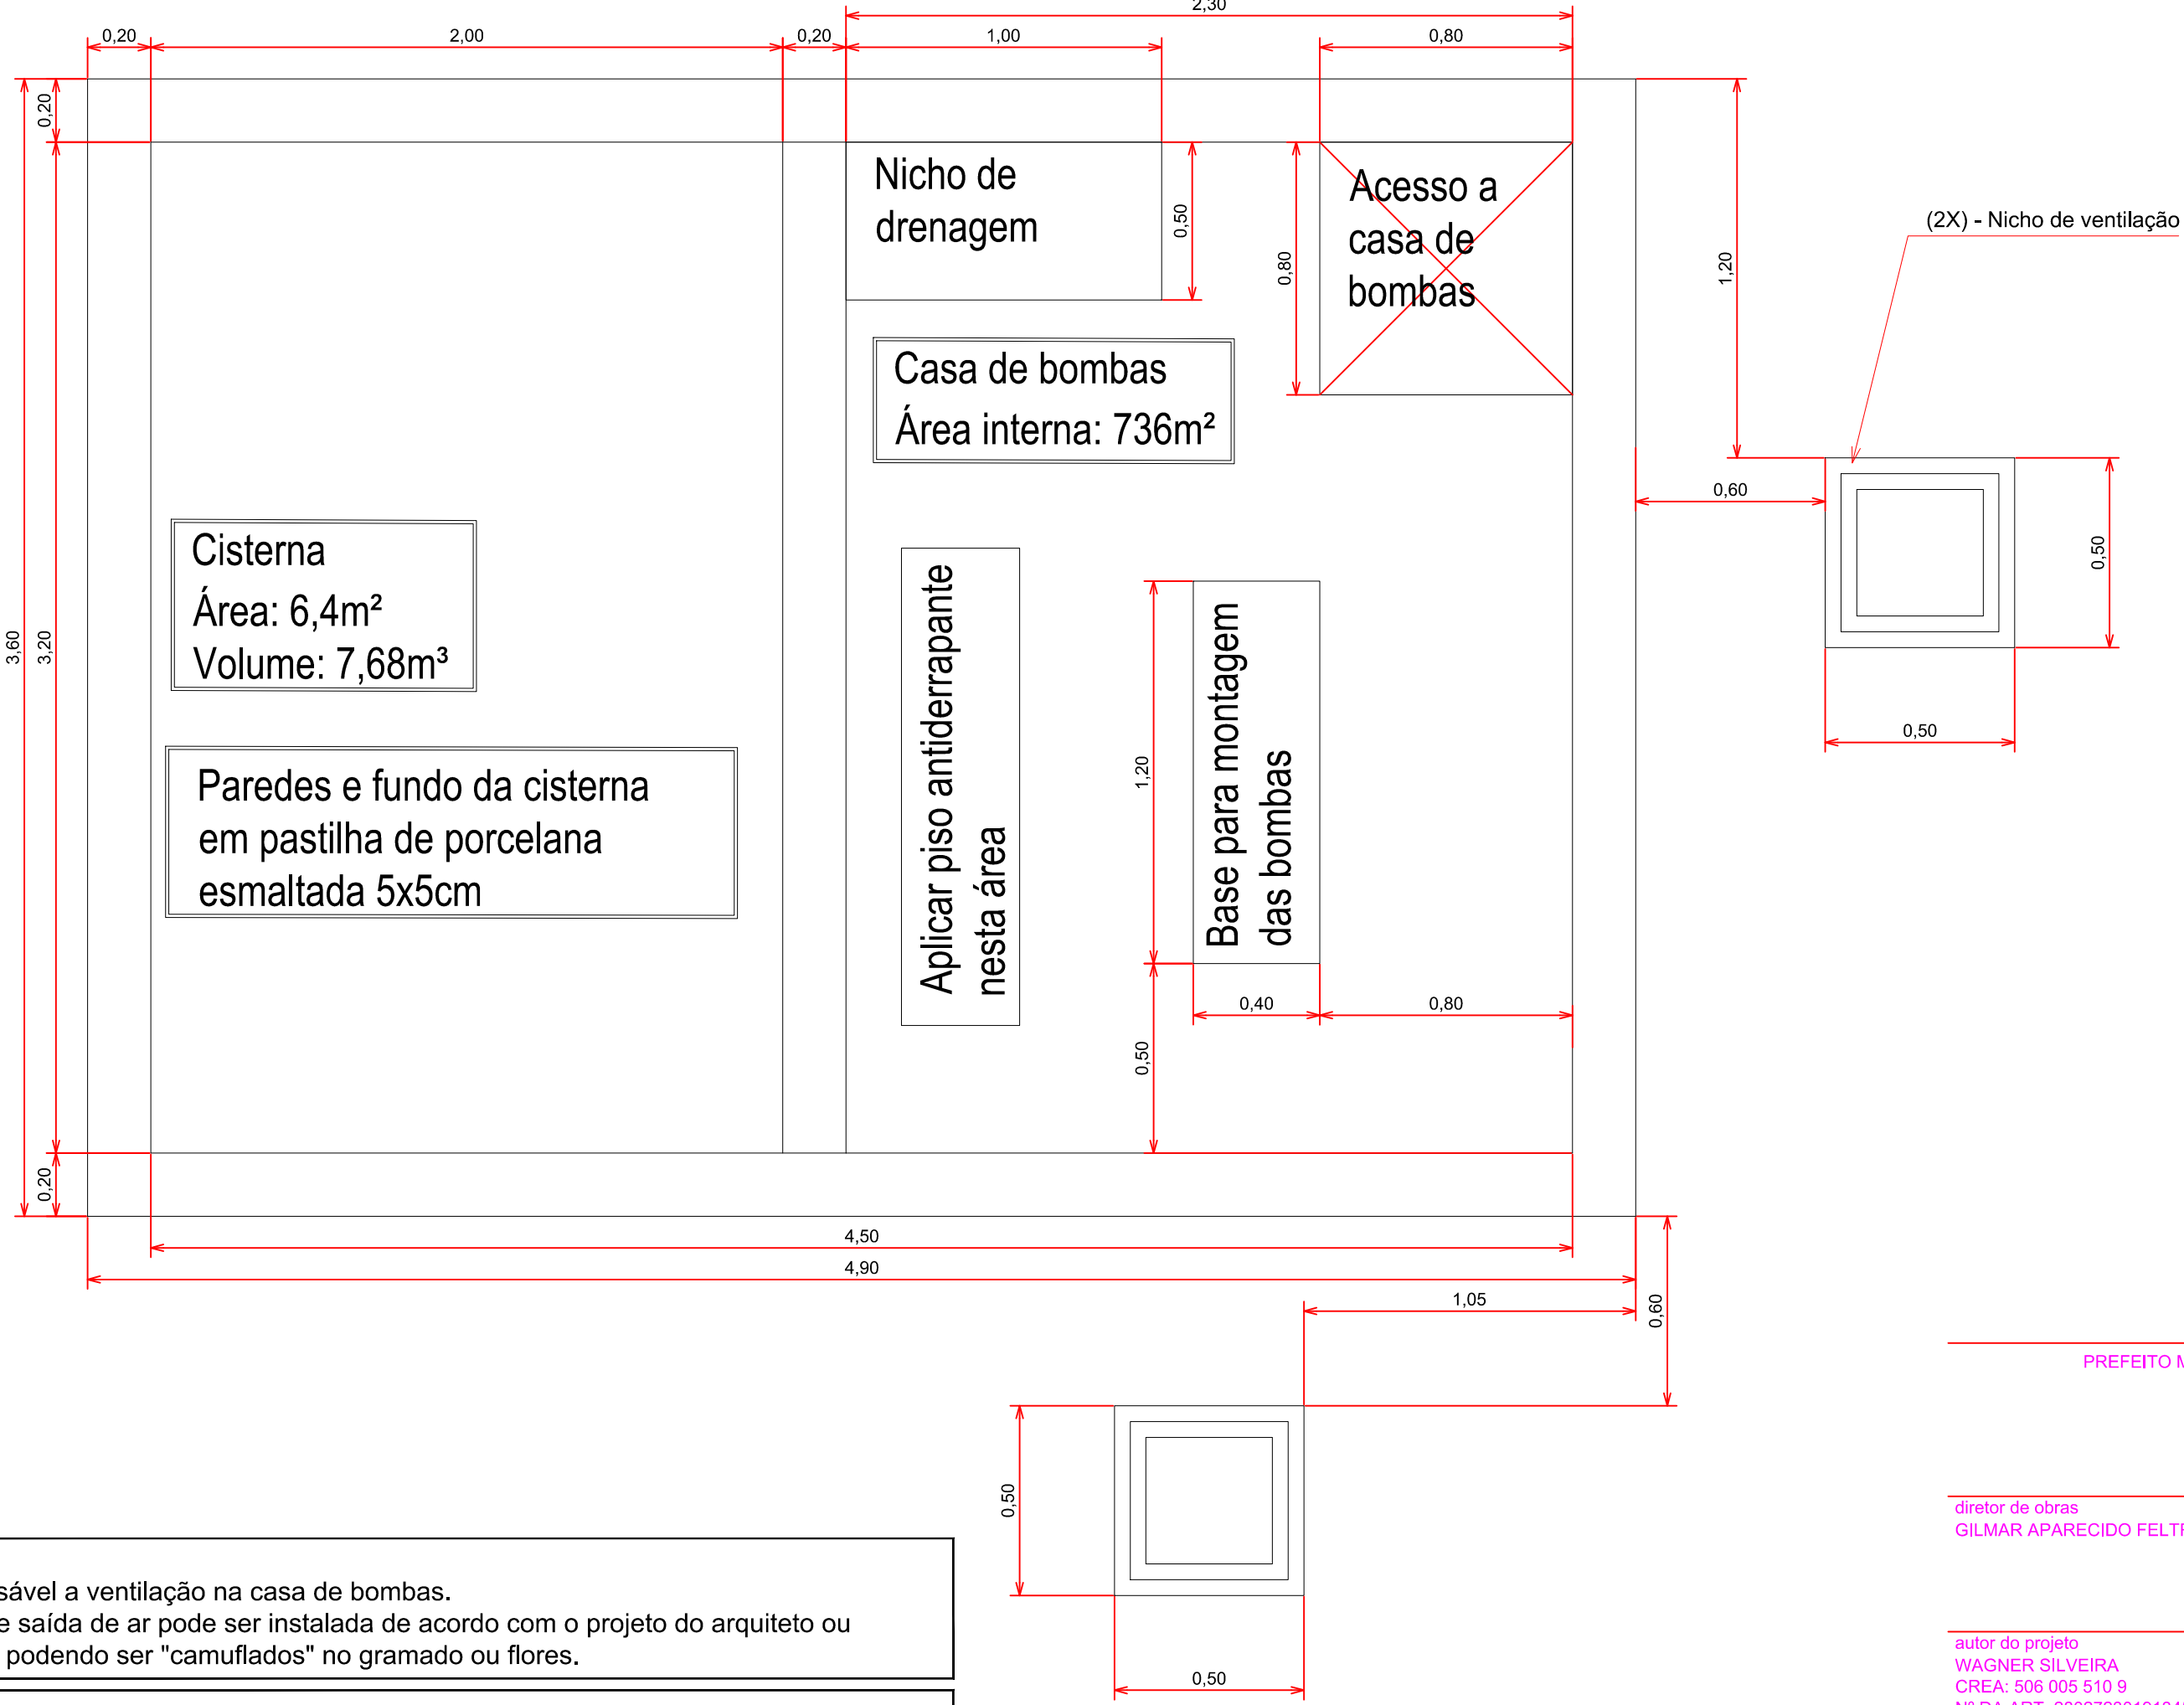 2,30
0,20
2,00
0,20
1,00
0,80
0,20
Nicho de
drenagem
0,50
Acesso a
casa de
bombas
0,80
1,20
(2X) - Nicho de ventilação
Casa de bombas
Área interna: 736m²
0,60
0,50
0,50
Cisterna
Área: 6,4m²
Volume: 7,68m³
3,60
3,20
Aplicar piso antiderrapante
nesta área
Base para montagem
das bombas
1,20
Paredes e fundo da cisterna
em pastilha de porcelana
esmaltada 5x5cm
0,40
0,80
0,50
0,20
4,50
4,90
1,05
0,60
PREFEITO
0,50
0,50
diretor de obras
GILMAR APARECIDO
a ventilação na casa de bombas.
e saída de ar pode ser instalada de acordo com o projeto do arquiteto ou
podendo ser "camuflados" no gramado ou flores.
autor do projeto
WAGNER SILVEIRA
CREA: 506 005 510 9